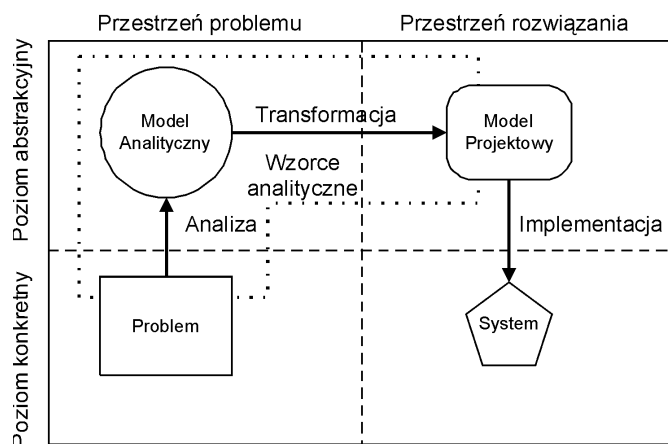 Przestrzeń problemu
Przestrzeń rozwiązania
Poziom abstrakcyjny
Model
Analityczny
Transformacja
Model
Projektowy
Wzorce
analityczne
Analiza
Implementacja
Poziom konkretny
Problem
System